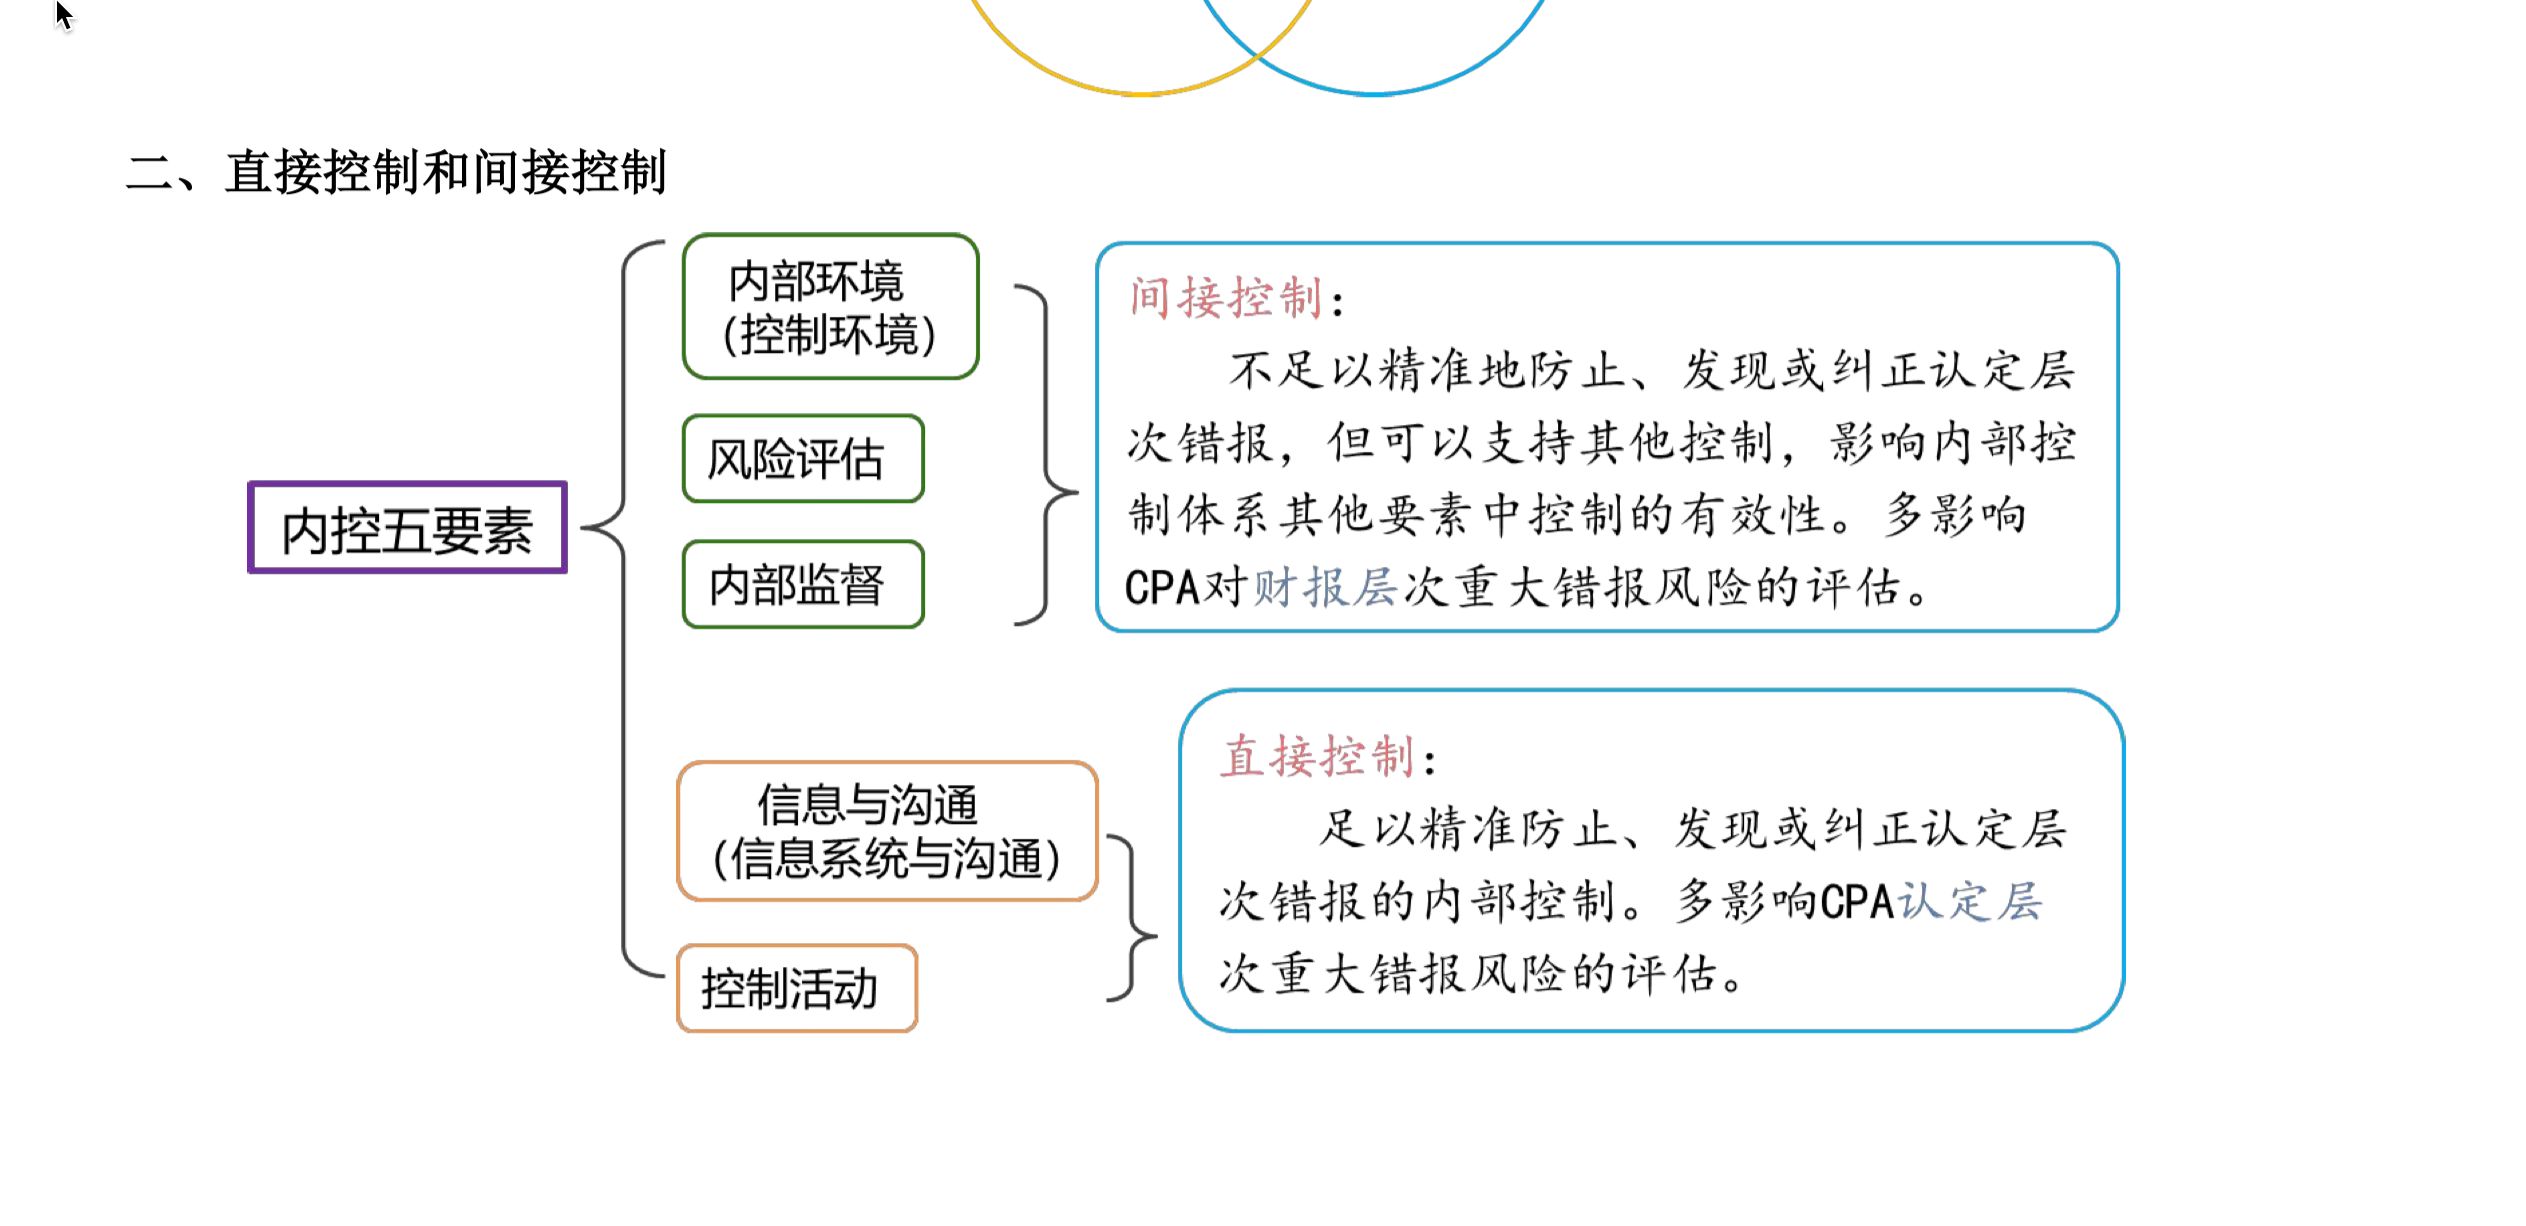 二、直接控制和间接控制
内控五要素
内部环境
（控制环境）
风险评估
内部监督
间接控制：
不足以精准地防止、发现或纠正认定层
次错报，但可以支持其他控制，影响内部控
制体系其他要素中控制的有效性。多影响
CPA对财报层次重大错报风险的评估。
信息与沟通
（信息系统与沟通）
控制活动
直接控制：
足以精准防止、发现或纠正认定层
次错报的内部控制。多影响CPA认定层
次重大错报风险的评估。